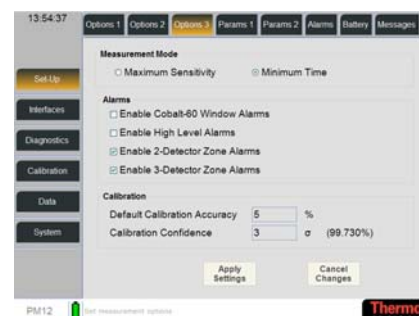 13:54:37
Options 1 Options 2 Options 3 Params 1 Params 2 Alarms Battery Messages
Measurement Mode
Maximum Sensitivity Minimum Time
Set-Up
Alarms
Interfaces
Enable Cobalt-60 Window Alarms
Enable High Level Alarms
Diagnostics
Enable 2-Detector Zone Alarms
Enable 3-Detector Zone Alarms
Calibration
Calibration
Data
Default Calibration Accuracy 5 %
Calibration Confidence 3 σ (99.730%)
System
Apply Settings
Cancel Changes
PM12 Set measurement options
Thermo